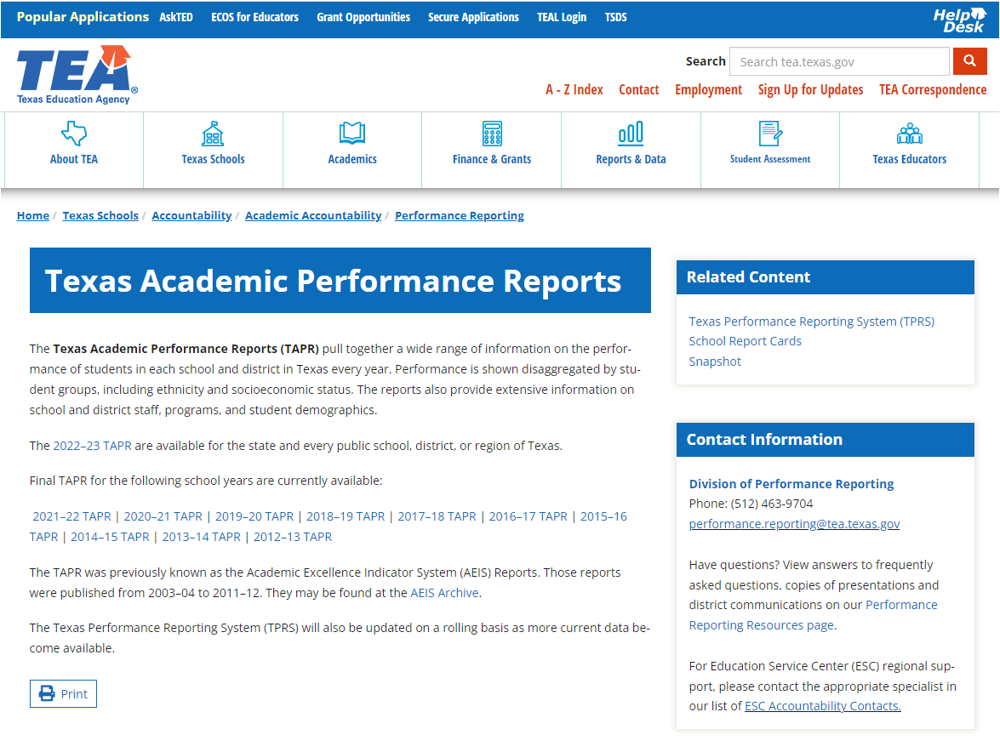 Popular Applications AskTED ECOS for Educators Grant Opportunities Secure Applications TEAL Login TSDS
Help Desk
TEA®
Texas Education Agency
Search Search tea.texas.gov
A - Z Index Contact Employment Sign Up for Updates TEA Correspondence
About TEA Texas Schools Academics Finance & Grants Reports & Data Student Assessment Texas Educators
Home / Texas Schools / Accountability / Academic Accountability / Performance Reporting
Texas Academic Performance Reports
The Texas Academic Performance Reports (TAPR) pull together a wide range of information on the perfor-
mance of students in each school and district in Texas every year. Performance is shown disaggregated by stu-
dent groups, including ethnicity and socioeconomic status. The reports also provide extensive information on
school and district staff, programs, and student demographics.
The 2022–23 TAPR are available for the state and every public school, district, or region of Texas.
Final TAPR for the following school years are currently available:
2021–22 TAPR | 2020–21 TAPR | 2019–20 TAPR | 2018–19 TAPR | 2017–18 TAPR | 2016–17 TAPR | 2015–16
TAPR | 2014–15 TAPR | 2013–14 TAPR | 2012–13 TAPR
The TAPR was previously known as the Academic Excellence Indicator System (AEIS) Reports. Those reports
were published from 2003–04 to 2011–12. They may be found at the AEIS Archive.
The Texas Performance Reporting System (TPRS) will also be updated on a rolling basis as more current data be-
come available.
Print
Related Content
Texas Performance Reporting System (TPRS)
School Report Cards
Snapshot
Contact Information
Division of Performance Reporting
Phone: (512) 463-9704
performance.reporting@tea.texas.gov
Have questions? View answers to frequently
asked questions, copies of presentations and
district communications on our Performance
Reporting Resources page.
For Education Service Center (ESC) regional sup-
port, please contact the appropriate specialist in
our list of ESC Accountability Contacts.